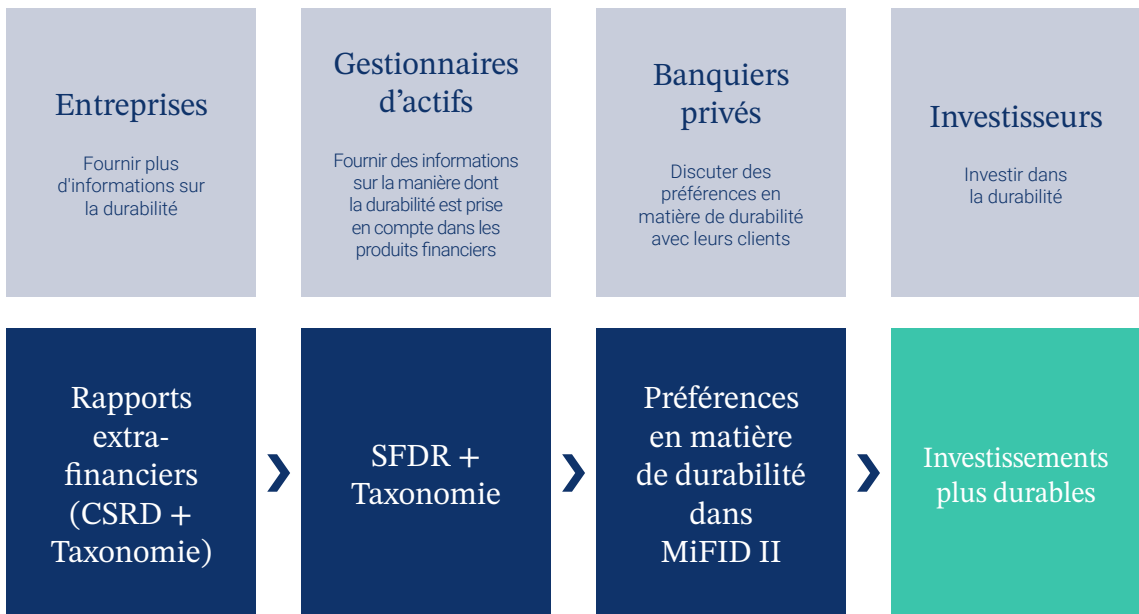 Entreprises
Fournir plus
d'informations sur
la durabilité
Gestionnaires
d’actifs
Fournir des informations
sur la manière dont
la durabilité est prise
en compte dans les
produits financiers
Banquiers
privés
Discuter des
préférences en
matière de durabilité
avec leurs clients
Investisseurs
Investir dans
la durabilité
Rapports
extra-
financiers
(CSRD +
Taxonomie)
SFDR +
Taxonomie
Préférences
en matière
de durabilité
dans
MiFID II
Investissements
plus durables